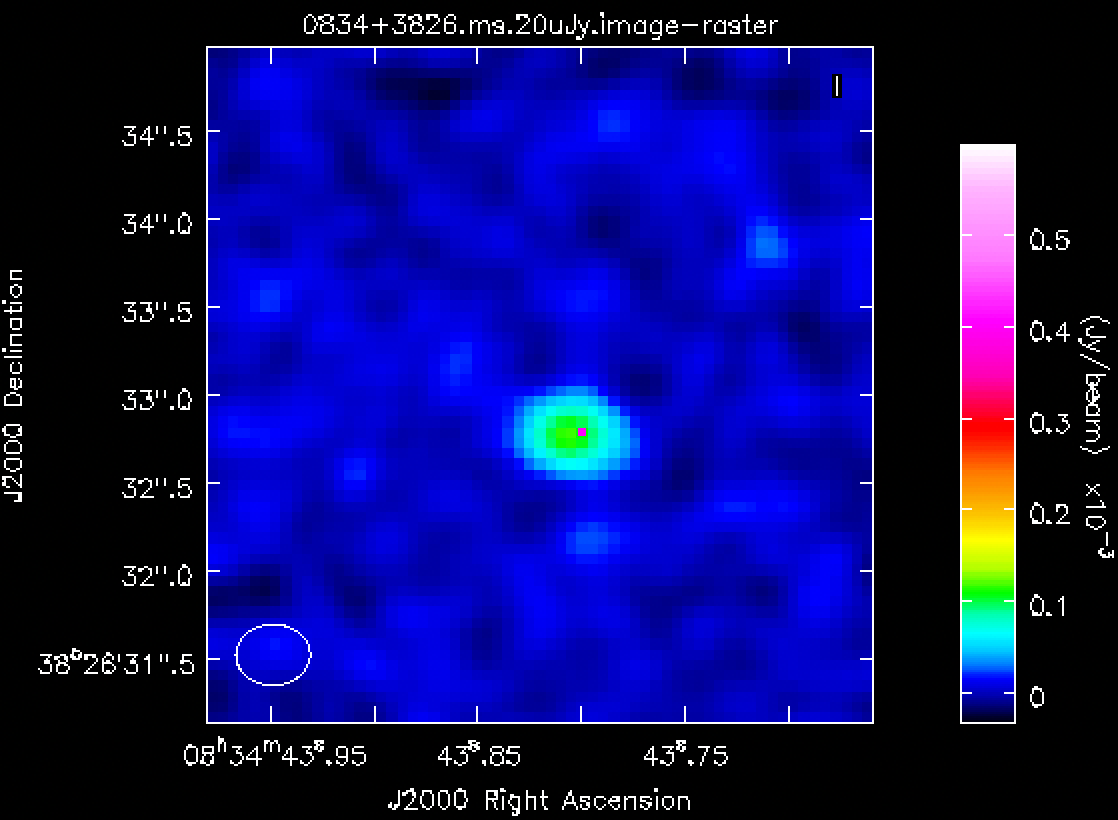 0834+3826.ms.20uJy.image-raster
I
34".5
34".0
33".5
33".0
32".5
32".0
38°26'31".5
J2000 Declination
08ʰ34ᵐ43ˢ.95
43ˢ.85
43ˢ.75
J2000 Right Ascension
0.5
0.4
0.3
0.2
0.1
0
(Jy/beam) x10⁻³